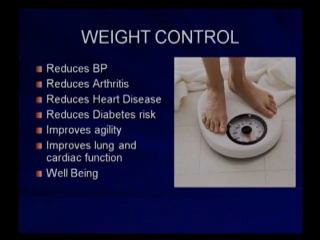 WEIGHT CONTROL
Reduces BP
Reduces Arthritis
Reduces Heart Disease
Reduces Diabetes risk
Improves agility
Improves lung and
cardiac function
Well Being